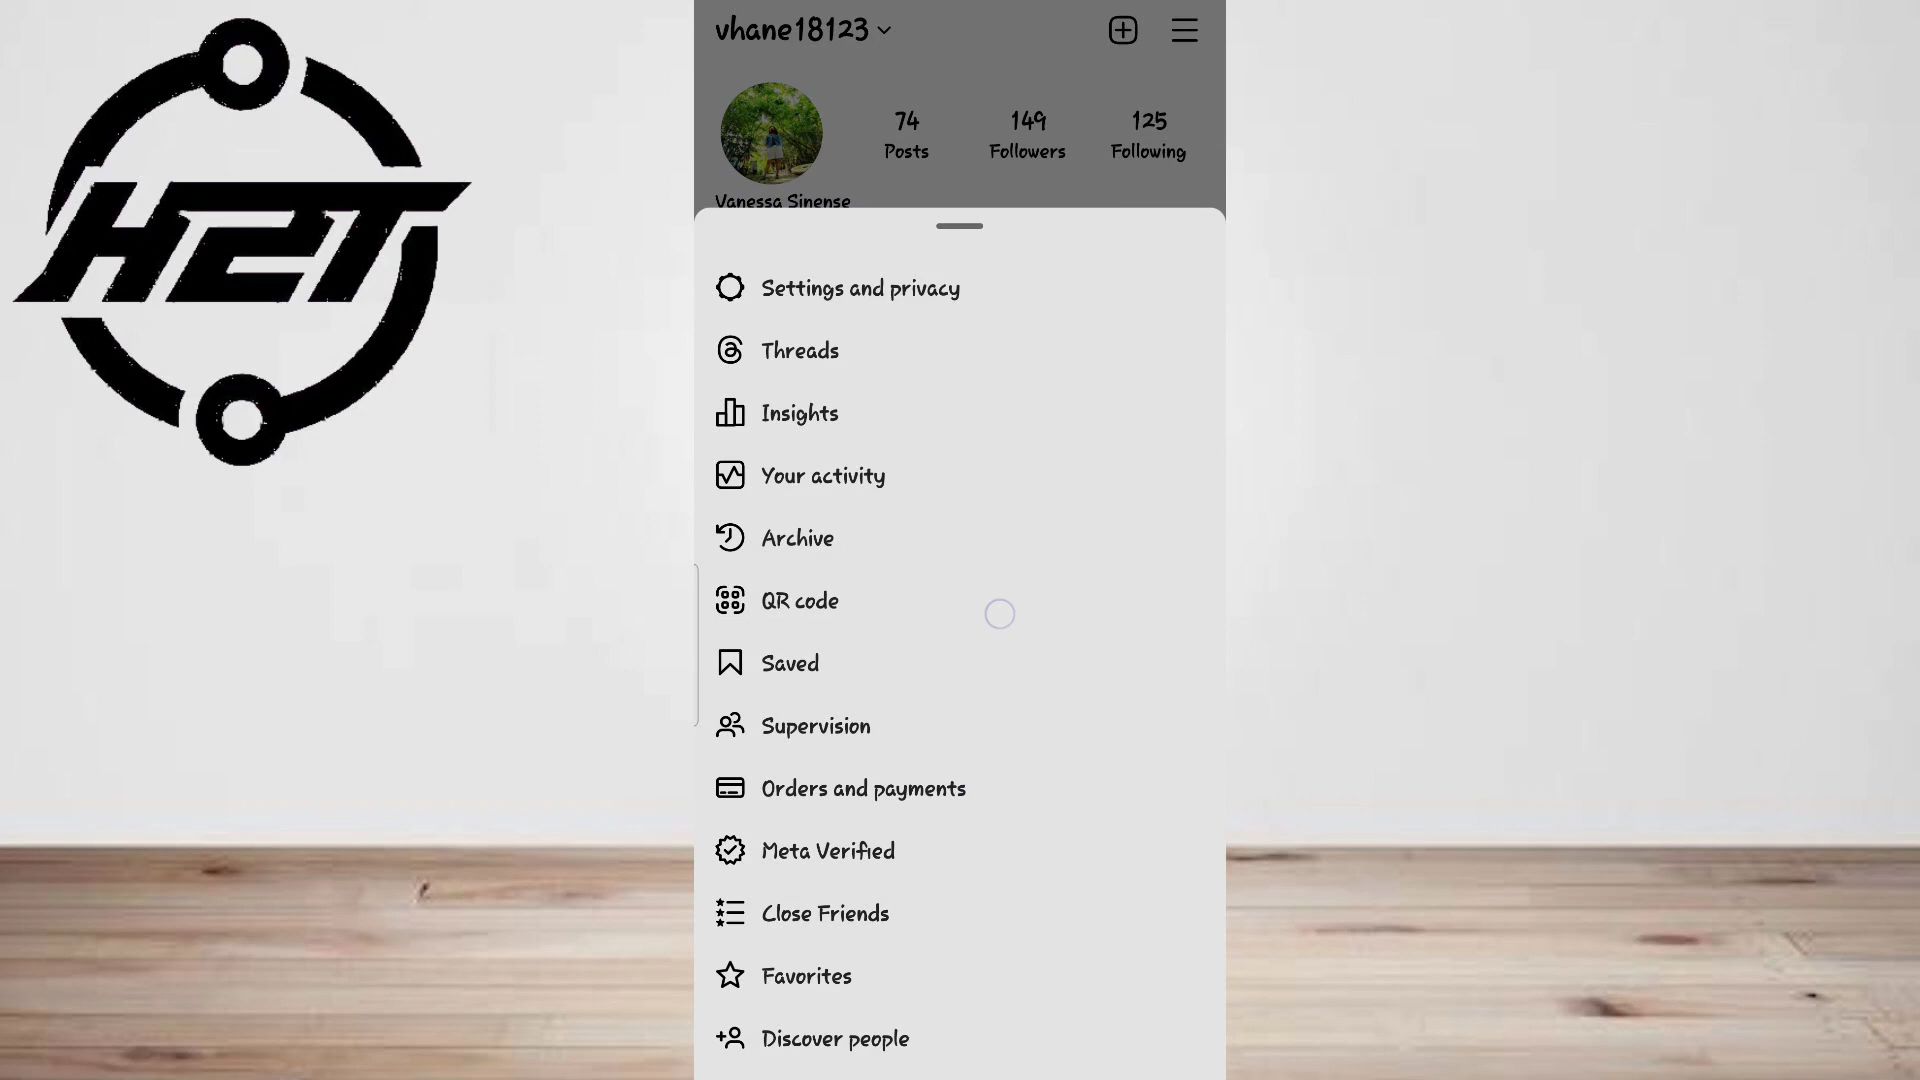 H2T
vhane18123
74
Posts
149
Followers
125
Following
Vanessa Sinense
Settings and privacy
Threads
Insights
Your activity
Archive
QR code
Saved
Supervision
Orders and payments
Meta Verified
Close Friends
Favorites
Discover people